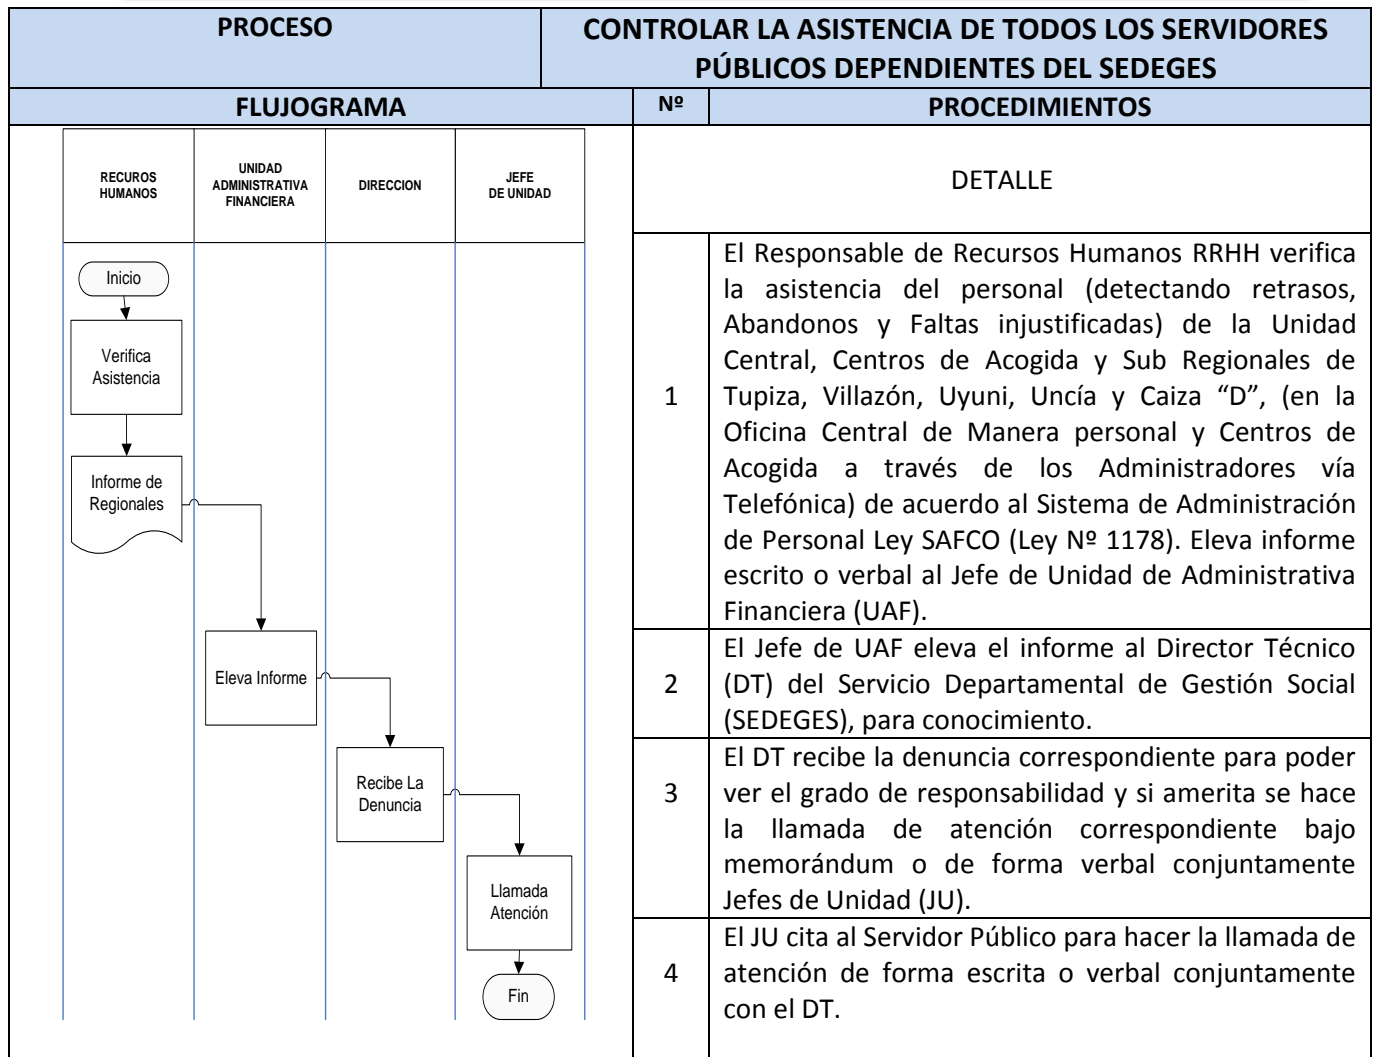 PROCESO
CONTROLAR LA ASISTENCIA DE TODOS LOS SERVIDORES
PÚBLICOS DEPENDIENTES DEL SEDEGES
FLUJOGRAMA
Nº
PROCEDIMIENTOS
RECUROS
HUMANOS
UNIDAD
ADMINISTRATIVA
FINANCIERA
DIRECCION
JEFE
DE UNIDAD
Inicio
Verifica
Asistencia
Informe de
Regionales
Eleva Informe
Recibe La
Denuncia
Llamada
Atención
Fin
DETALLE
1
El Responsable de Recursos Humanos RRHH verifica
la asistencia del personal (detectando retrasos,
Abandonos y Faltas injustificadas) de la Unidad
Central, Centros de Acogida y Sub Regionales de
Tupiza, Villazón, Uyuni, Uncía y Caiza “D”, (en la
Oficina Central de Manera personal y Centros de
Acogida a través de los Administradores vía
Telefónica) de acuerdo al Sistema de Administración
de Personal Ley SAFCO (Ley Nº 1178). Eleva informe
escrito o verbal al Jefe de Unidad de Administrativa
Financiera (UAF).
2
El Jefe de UAF eleva el informe al Director Técnico
(DT) del Servicio Departamental de Gestión Social
(SEDEGES), para conocimiento.
3
El DT recibe la denuncia correspondiente para poder
ver el grado de responsabilidad y si amerita se hace
la llamada de atención correspondiente bajo
memorándum o de forma verbal conjuntamente
Jefes de Unidad (JU).
4
El JU cita al Servidor Público para hacer la llamada de
atención de forma escrita o verbal conjuntamente
con el DT.